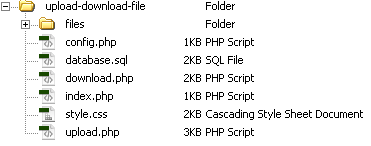 upload-download-file Folder
files Folder
config.php 1KB PHP Script
database.sql 2KB SQL File
download.php 2KB PHP Script
index.php 1KB PHP Script
style.css 2KB Cascading Style Sheet Document
upload.php 3KB PHP Script